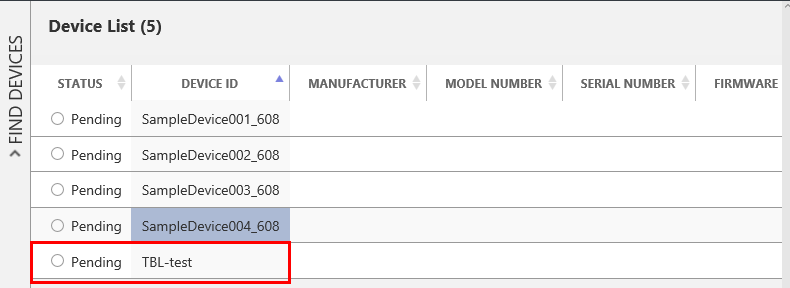 FIND DEVICES
Device List (5)
STATUS DEVICE ID MANUFACTURER MODEL NUMBER SERIAL NUMBER FIRMWARE
Pending SampleDevice001_608
Pending SampleDevice002_608
Pending SampleDevice003_608
Pending SampleDevice004_608
Pending TBL-test